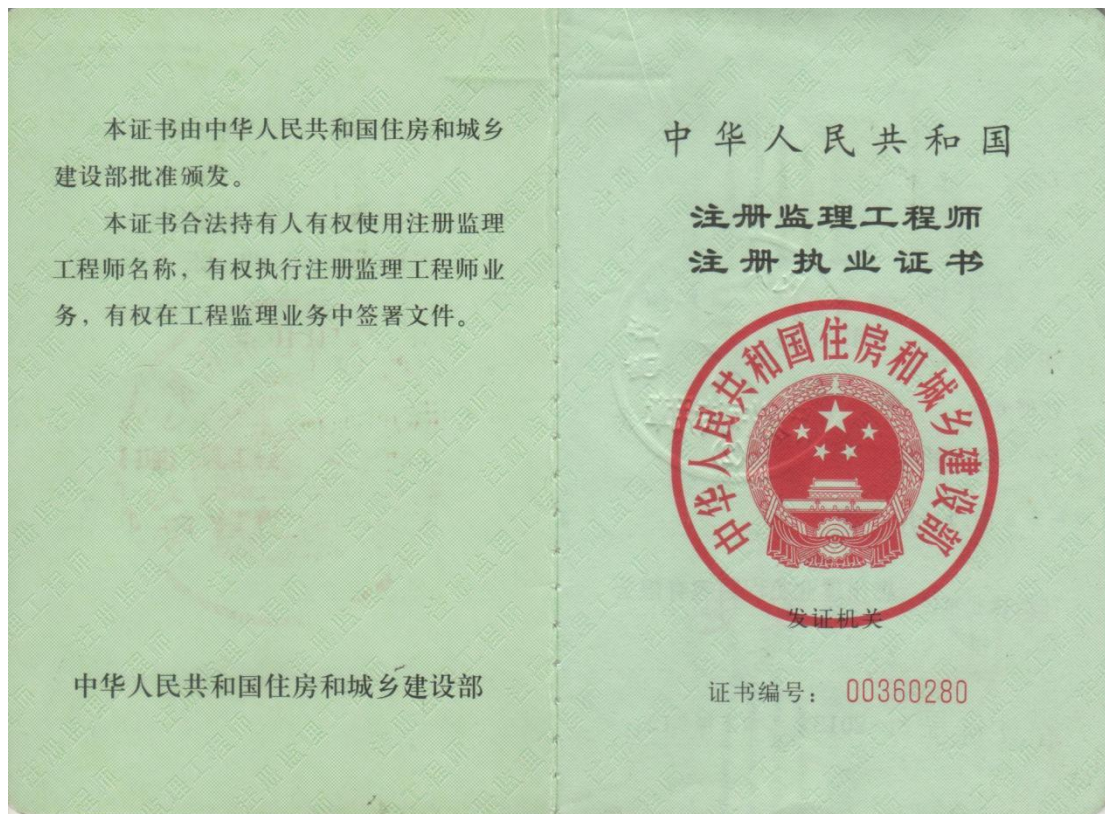 本证书由中华人民共和国住房和城乡
建设部批准颁发。
本证书合法持有人有权使用注册监理
工程师名称，有权执行注册监理工程师业
务，有权在工程监理业务中签署文件。
中华人民共和国住房和城乡建设部
中华人民共和国
注册监理工程师
注册执业证书
中华人民共和国住房和城乡建设部
发证机关
证书编号： 00360280